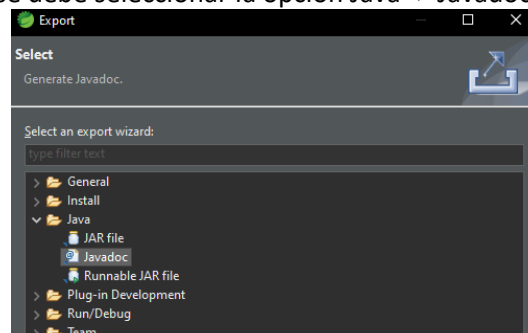 se debe seleccionar la opción Java → Javadoc
Export
Select
Generate Javadoc.
Select an export wizard:
type filter text
General
Install
Java
JAR file
Javadoc
Runnable JAR file
Plug-in Development
Run/Debug
Team